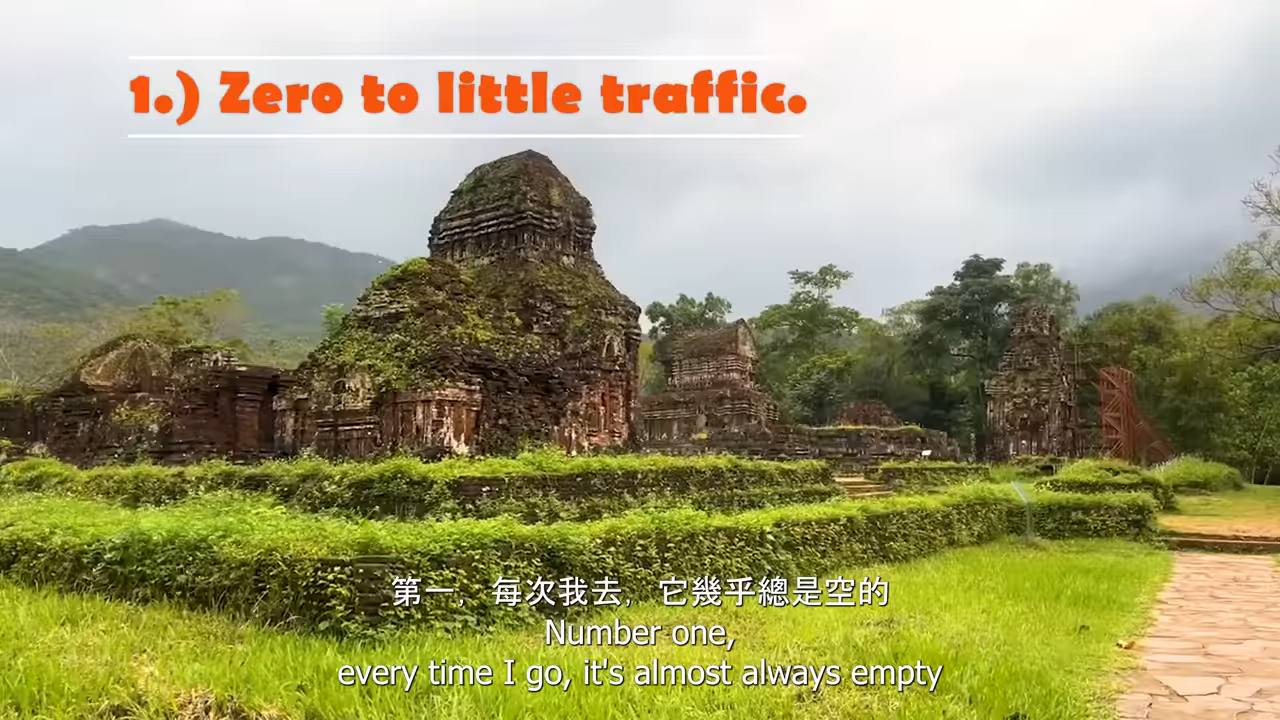 1.) Zero to little traffic.
第一，每次我去，它幾乎總是空的
Number one,
every time I go, it's almost always empty